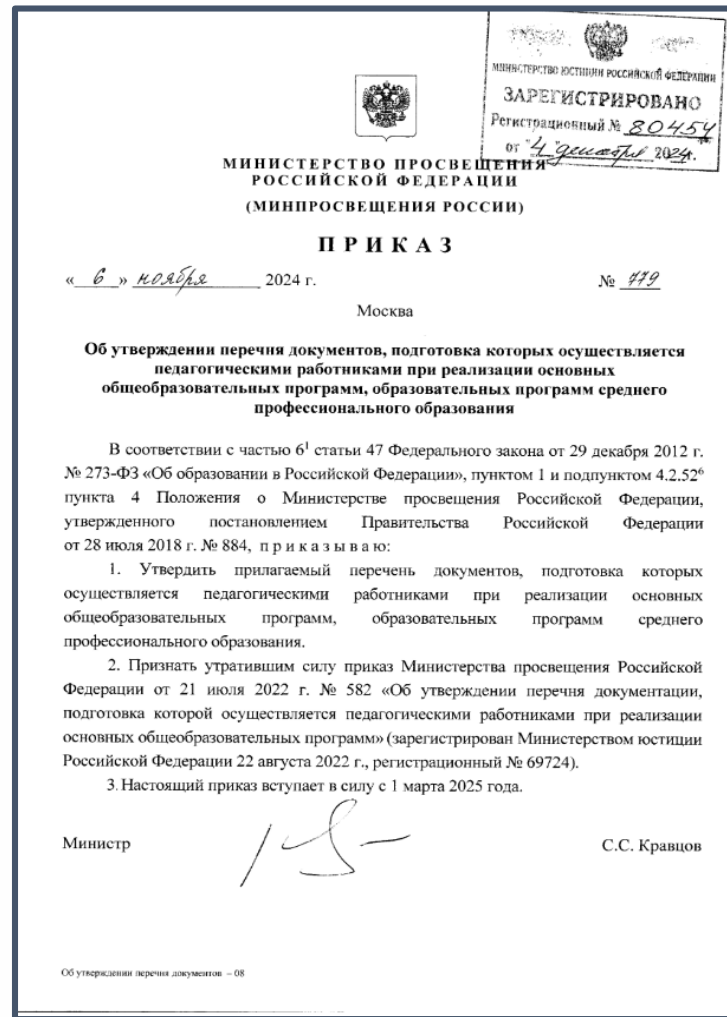 МИНИСТЕРСТВО ЮСТИЦИИ РОССИЙСКОЙ ФЕДЕРАЦИИ
ЗАРЕГИСТРИРОВАНО
Регистрационный № 80454
от "4" декабря 2024г.
МИНИСТЕРСТВО ПРОСВЕЩЕНИЯ
РОССИЙСКОЙ ФЕДЕРАЦИИ
(МИНПРОСВЕЩЕНИЯ РОССИИ)
ПРИКАЗ
« 6 » ноября 2024 г.
№ 779
Москва
Об утверждении перечня документов, подготовка которых осуществляется
педагогическими работниками при реализации основных
общеобразовательных программ, образовательных программ среднего
профессионального образования
В соответствии с частью 6¹ статьи 47 Федерального закона от 29 декабря 2012 г.
№ 273-ФЗ «Об образовании в Российской Федерации», пунктом 1 и подпунктом 4.2.52⁶
пункта 4 Положения о Министерстве просвещения Российской Федерации,
утвержденного постановлением Правительства Российской Федерации
от 28 июля 2018 г. № 884, приказываю:
1. Утвердить прилагаемый перечень документов, подготовка которых
осуществляется педагогическими работниками при реализации основных
общеобразовательных программ, образовательных программ среднего
профессионального образования.
2. Признать утратившим силу приказ Министерства просвещения Российской
Федерации от 21 июля 2022 г. № 582 «Об утверждении перечня документации,
подготовка которой осуществляется педагогическими работниками при реализации
основных общеобразовательных программ» (зарегистрирован Министерством юстиции
Российской Федерации 22 августа 2022 г., регистрационный № 69724).
3. Настоящий приказ вступает в силу с 1 марта 2025 года.
Министр
С.С. Кравцов
Об утверждении перечня документов – 08